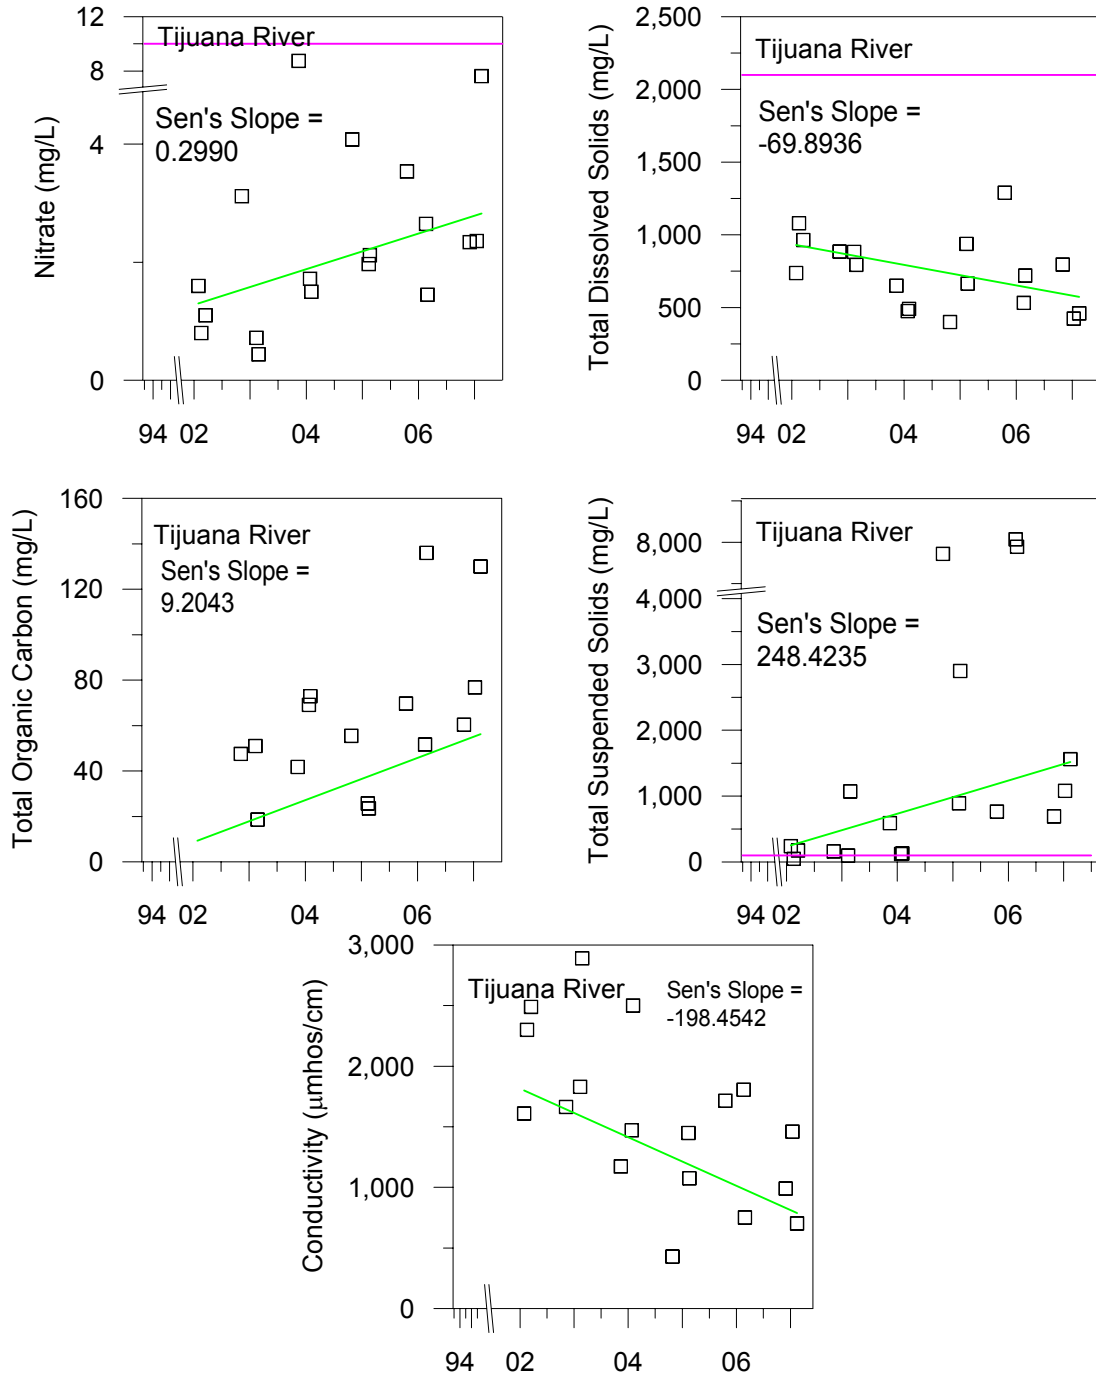 Nitrate (mg/L)
12
8
4
0
Tijuana River
Sen's Slope =
0.2990
94 02 04 06
Total Dissolved Solids (mg/L)
2,500
2,000
1,500
1,000
500
0
Tijuana River
Sen's Slope =
-69.8936
94 02 04 06
Total Organic Carbon (mg/L)
160
120
80
40
0
Tijuana River
Sen's Slope =
9.2043
94 02 04 06
Total Suspended Solids (mg/L)
8,000
4,000
3,000
2,000
1,000
0
Tijuana River
Sen's Slope =
248.4235
94 02 04 06
Conductivity (μmhos/cm)
3,000
2,000
1,000
0
Tijuana River
Sen's Slope =
-198.4542
94 02 04 06